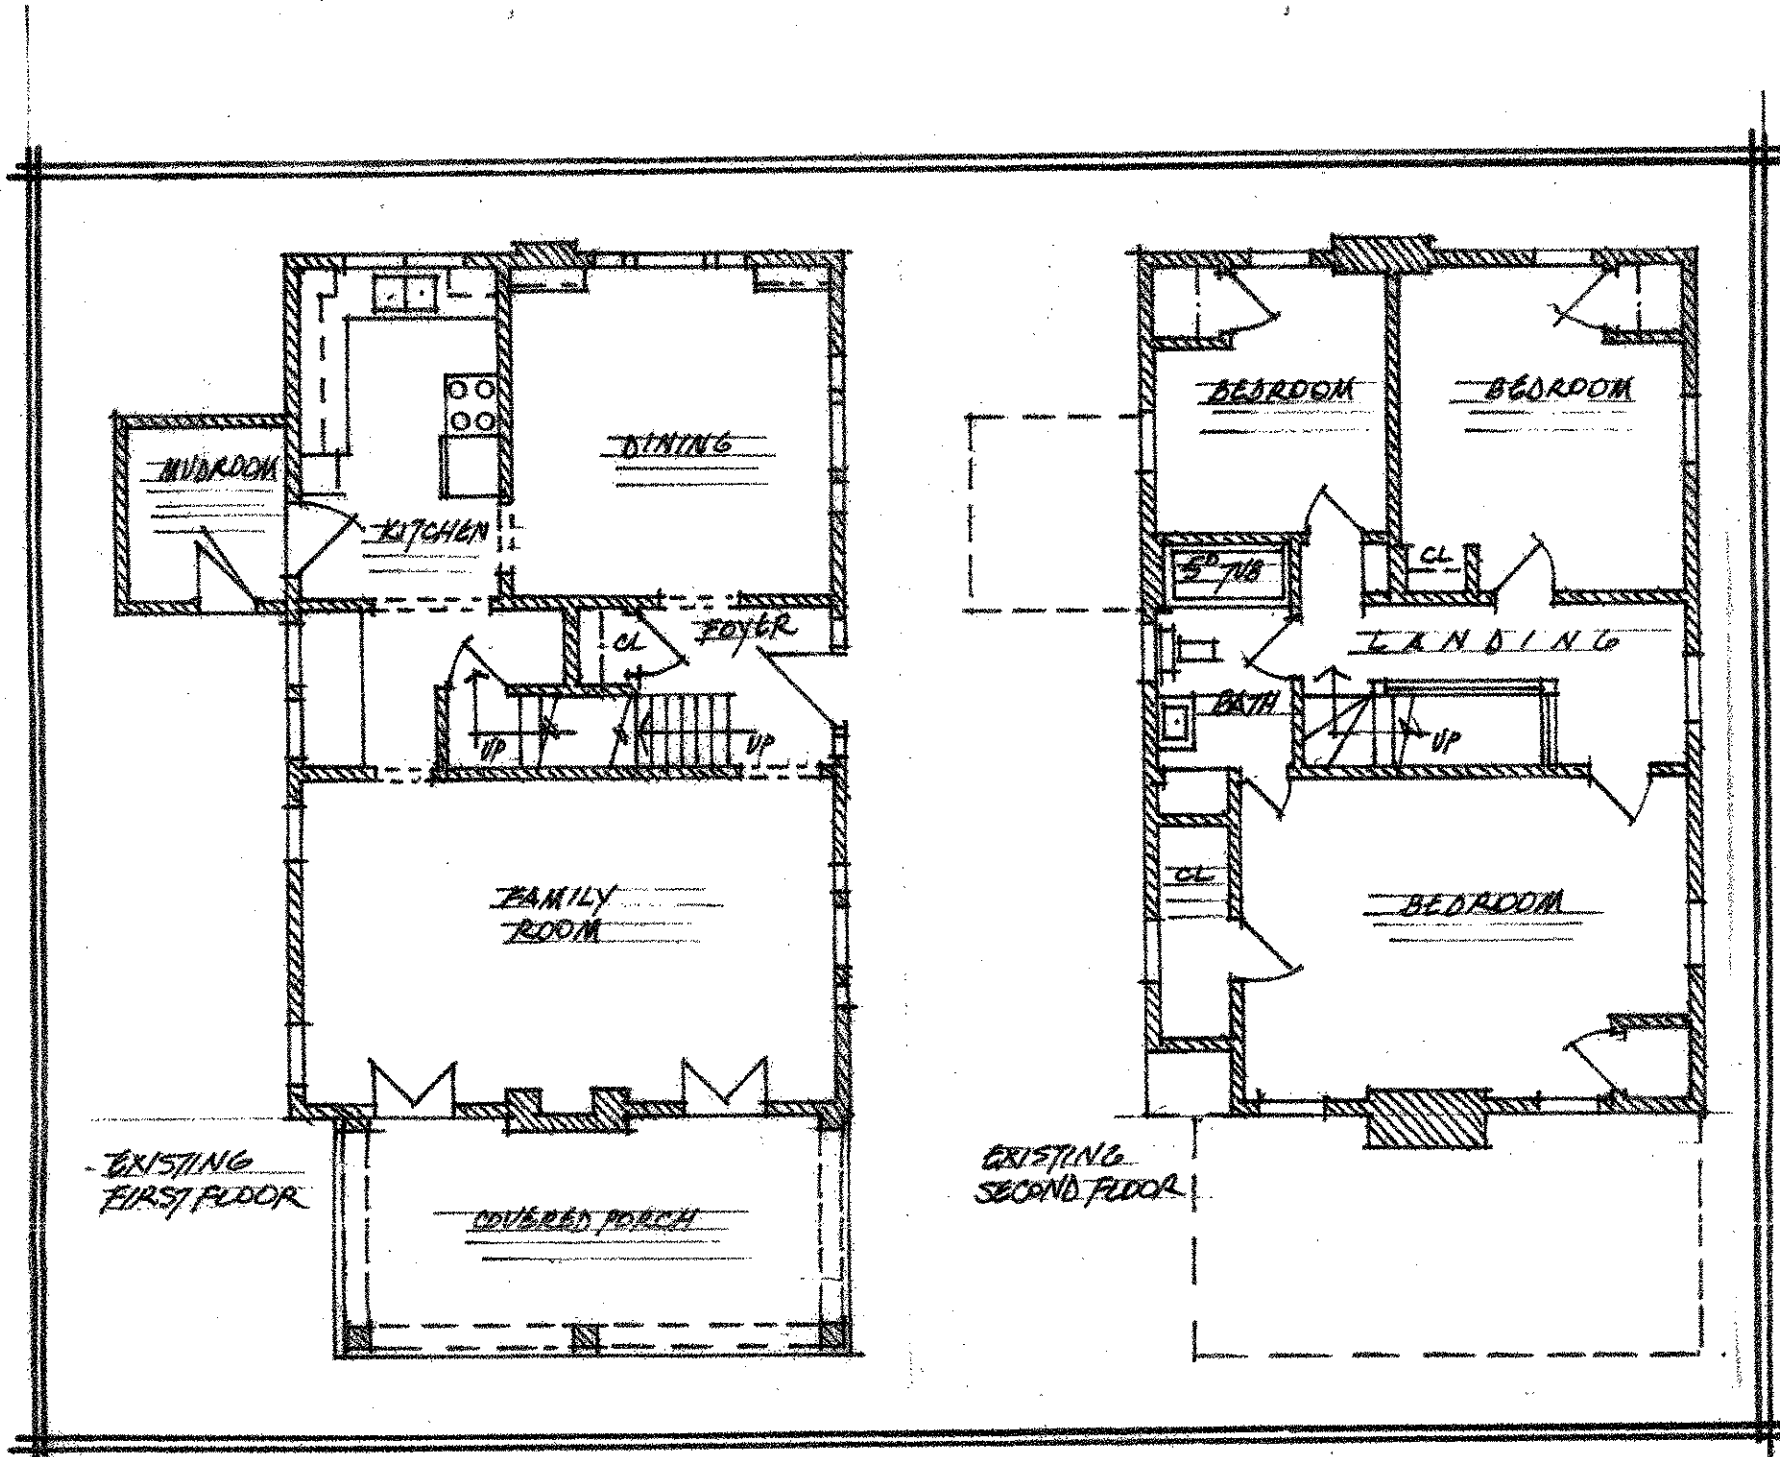 MUDROOM
KITCHEN
DINING
CL
FOYER
UP
UP
FAMILY
ROOM
EXISTING
FIRST FLOOR
COVERED PORCH
BEDROOM
BEDROOM
5⁰ TUB
CL
LANDING
BATH
UP
CL
BEDROOM
EXISTING
SECOND FLOOR